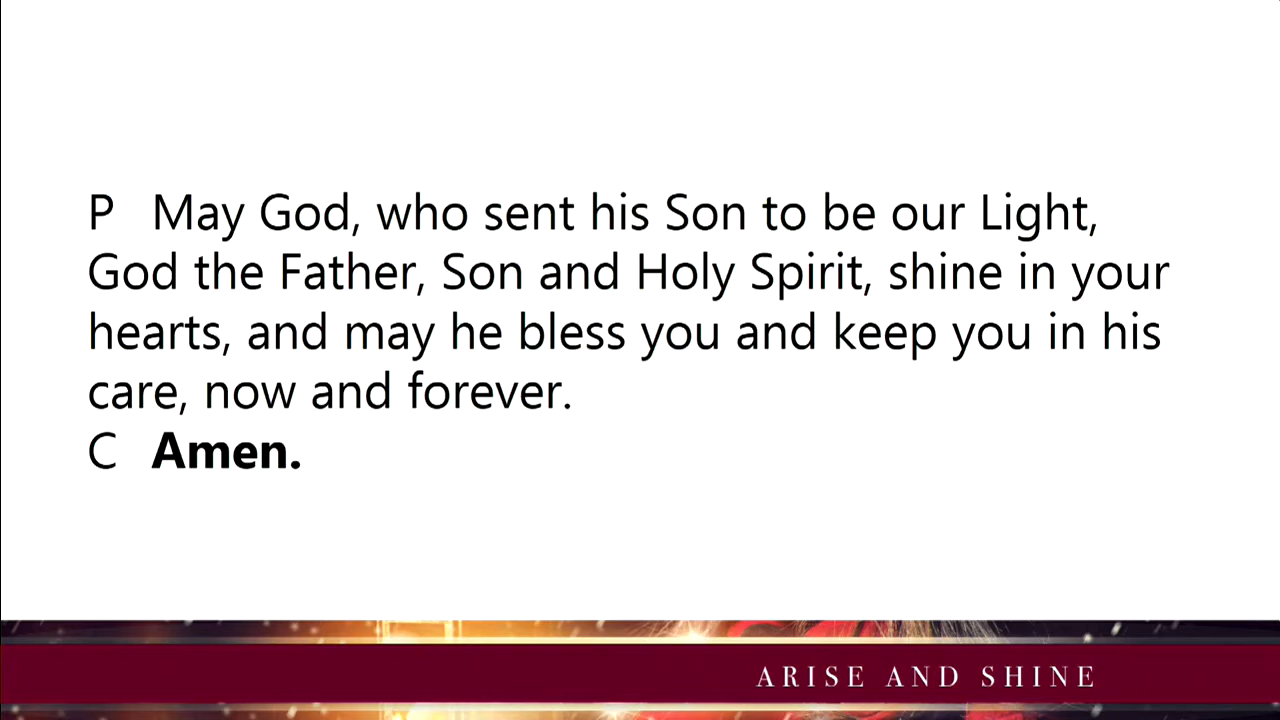 P May God, who sent his Son to be our Light,
God the Father, Son and Holy Spirit, shine in your
hearts, and may he bless you and keep you in his
care, now and forever.
C Amen.
ARISE AND SHINE